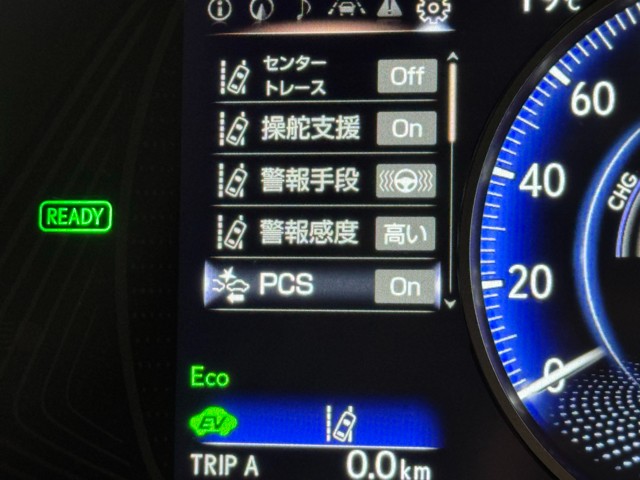 センター
トレース
Off
操舵支援
On
警報手段
警報感度
高い
PCS
On
READY
Eco
EV
TRIP A
0.0km
60
40
20
0
CHG